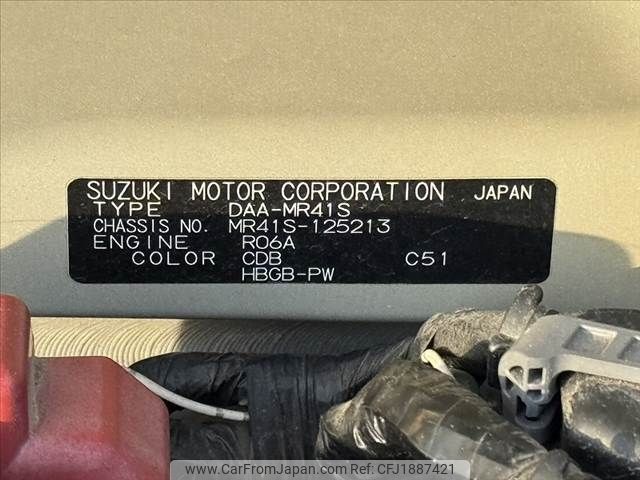 SUZUKI MOTOR CORPORATION JAPAN
TYPE DAA-MR41S
CHASSIS NO. MR41S-125213
ENGINE R06A
COLOR CDB C51
HBGB-PW
www.CarFromJapan.com Ref:CFJ1887421